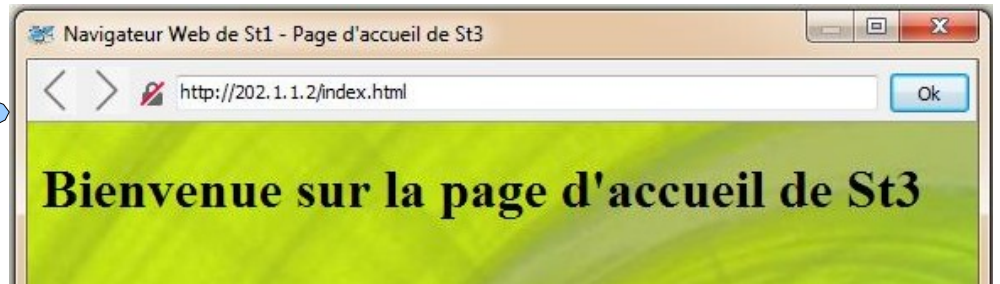 Navigateur Web de St1 - Page d'accueil de St3
http://202.1.1.2/index.html
Ok
Bienvenue sur la page d'accueil de St3